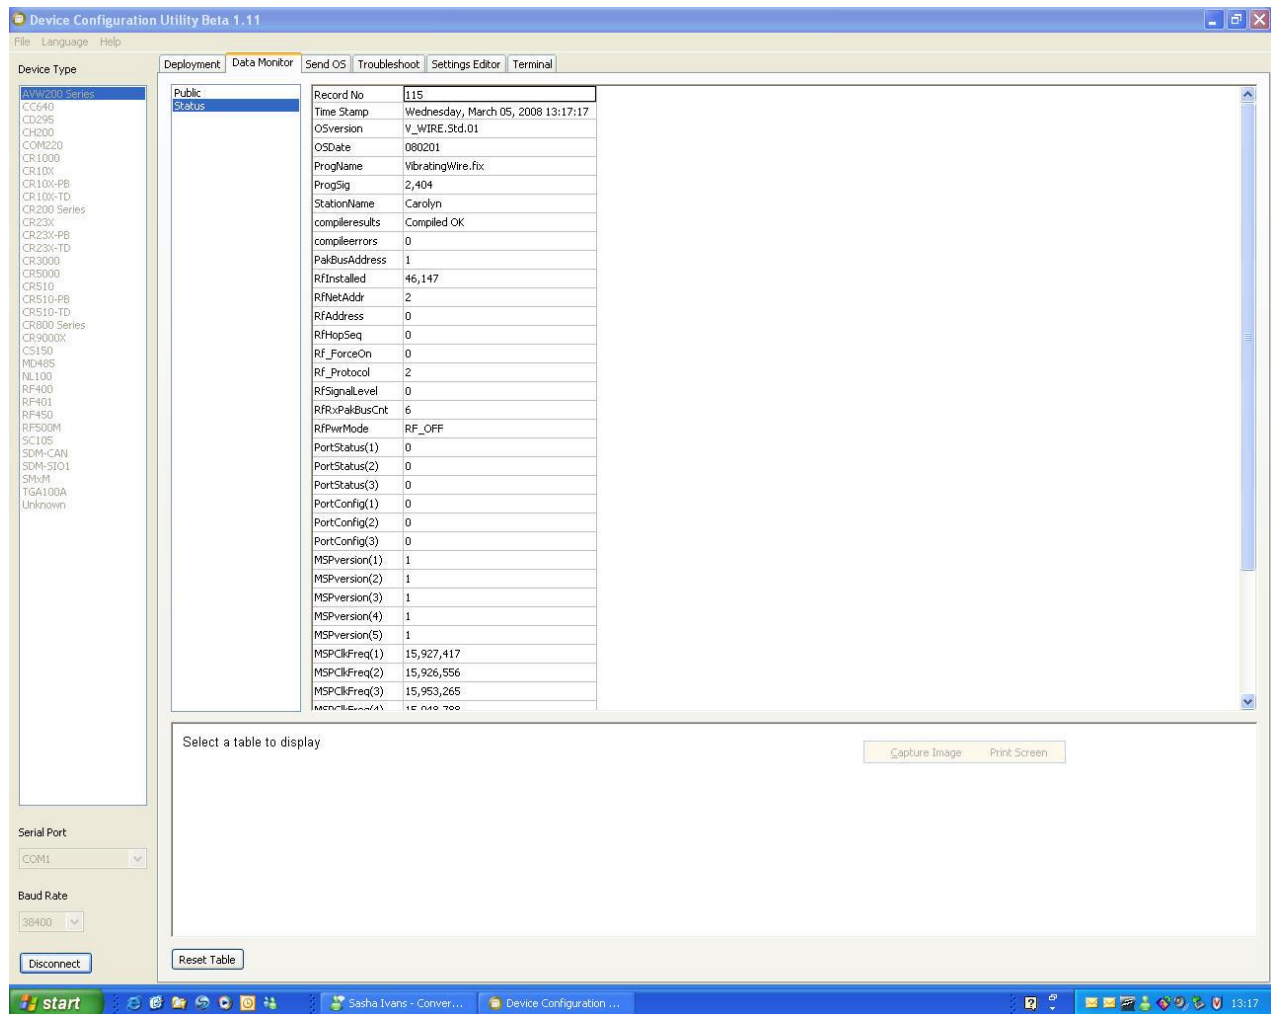 Device Configuration Utility Beta 1.11
File Language Help
Device Type
Deployment Data Monitor Send OS Troubleshoot Settings Editor Terminal
AVW200 Series
CC640
CD295
CH200
COM220
CR1000
CR10X
CR10X-PB
CR10X-TD
CR200 Series
CR23X
CR23X-PB
CR23X-TD
CR3000
CR5000
CR510
CR510-PB
CR510-TD
CR800 Series
CR9000X
CS150
MD485
NL100
RF400
RF401
RF450
RF500M
SC105
SDM-CAN
SDM-SIO1
SMxM
TGA100A
Unknown
Public
Status
Record No 115
Time Stamp Wednesday, March 05, 2008 13:17:17
OSversion V_WIRE.Std.01
OSDate 080201
ProgName VibratingWire.fix
ProgSig 2,404
StationName Carolyn
compileresults Compiled OK
compileerrors 0
PakBusAddress 1
RfInstalled 46,147
RfNetAddr 2
RfAddress 0
RfHopSeq 0
Rf_ForceOn 0
Rf_Protocol 2
RfSignalLevel 0
RfRxPakBusCnt 6
RfPwrMode RF_OFF
PortStatus(1) 0
PortStatus(2) 0
PortStatus(3) 0
PortConfig(1) 0
PortConfig(2) 0
PortConfig(3) 0
MSPversion(1) 1
MSPversion(2) 1
MSPversion(3) 1
MSPversion(4) 1
MSPversion(5) 1
MSPClkFreq(1) 15,927,417
MSPClkFreq(2) 15,926,556
MSPClkFreq(3) 15,953,265
MSPClkFreq(4) 15,948,788
Select a table to display
Capture Image Print Screen
Serial Port
COM1
Baud Rate
38400
Disconnect
Reset Table
start
Sasha Ivans - Conver...
Device Configuration ...
13:17